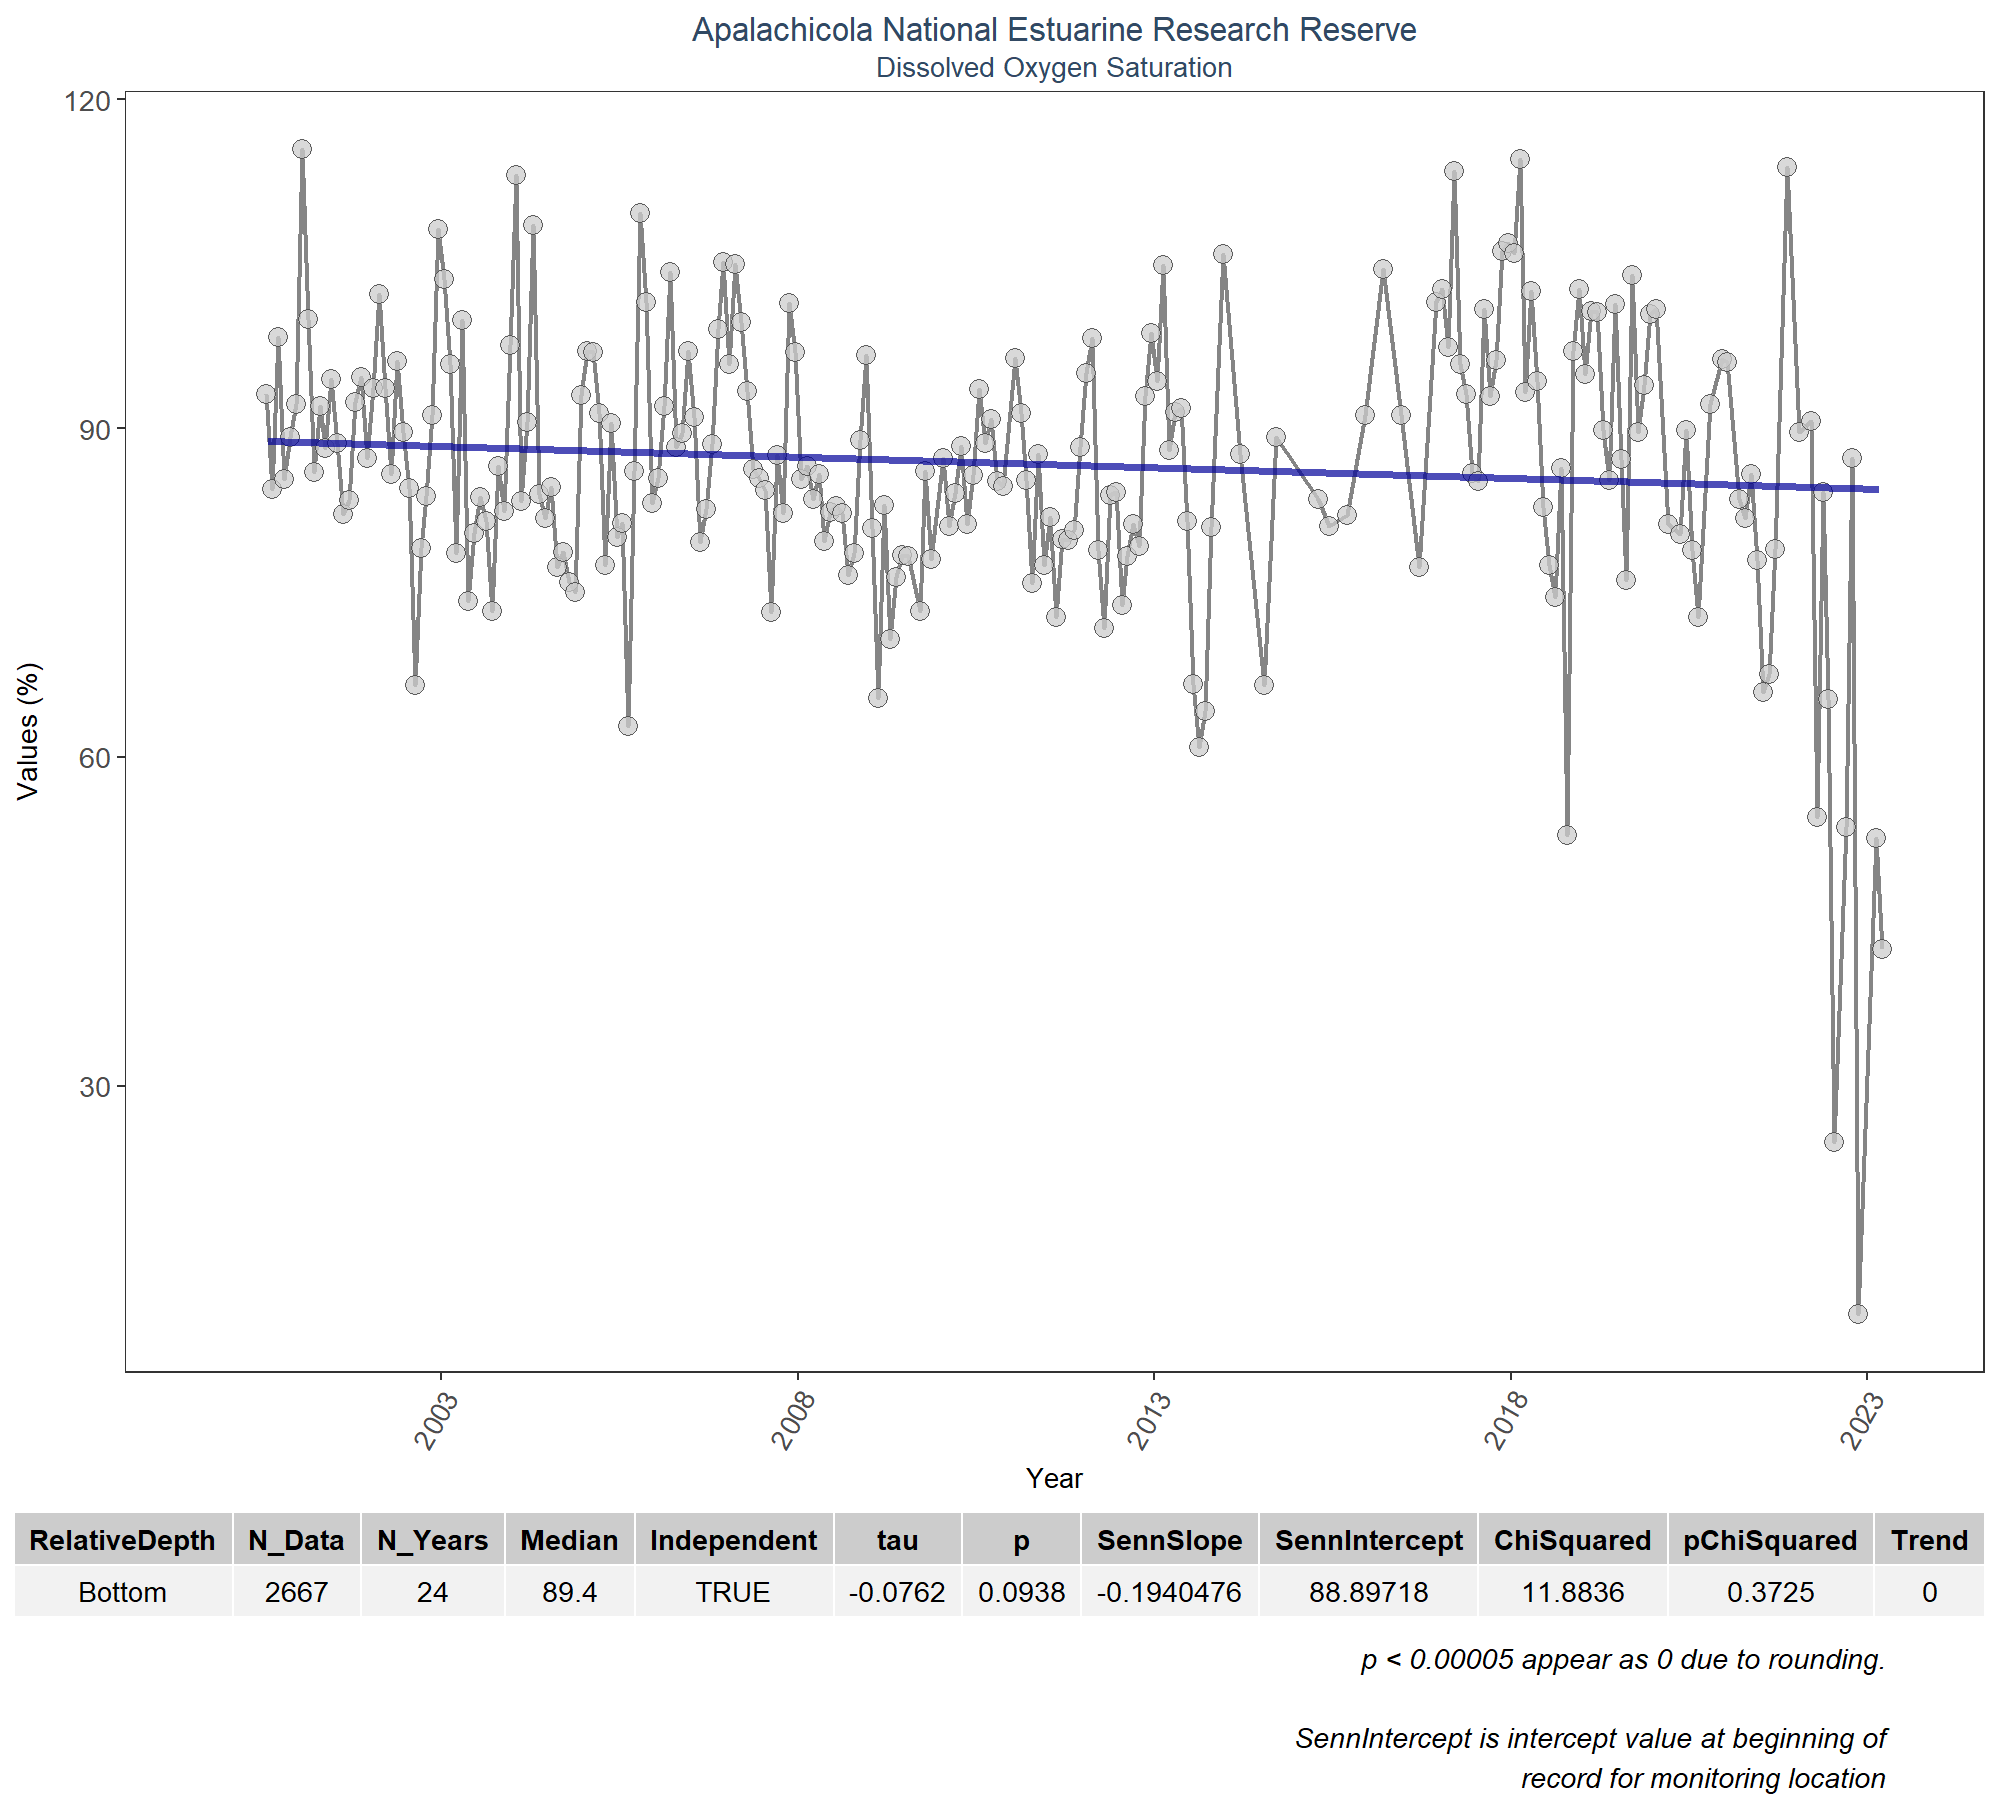 Apalachicola National Estuarine Research Reserve
Dissolved Oxygen Saturation
120
90
60
30
Values (%)
2003
2008
2013
2018
2023
Year
RelativeDepth N_Data N_Years Median Independent tau p SennSlope SennIntercept ChiSquared pChiSquared Trend
Bottom 2667 24 89.4 TRUE -0.0762 0.0938 -0.1940476 88.89718 11.8836 0.3725 0
p < 0.00005 appear as 0 due to rounding.
SennIntercept is intercept value at beginning of
record for monitoring location